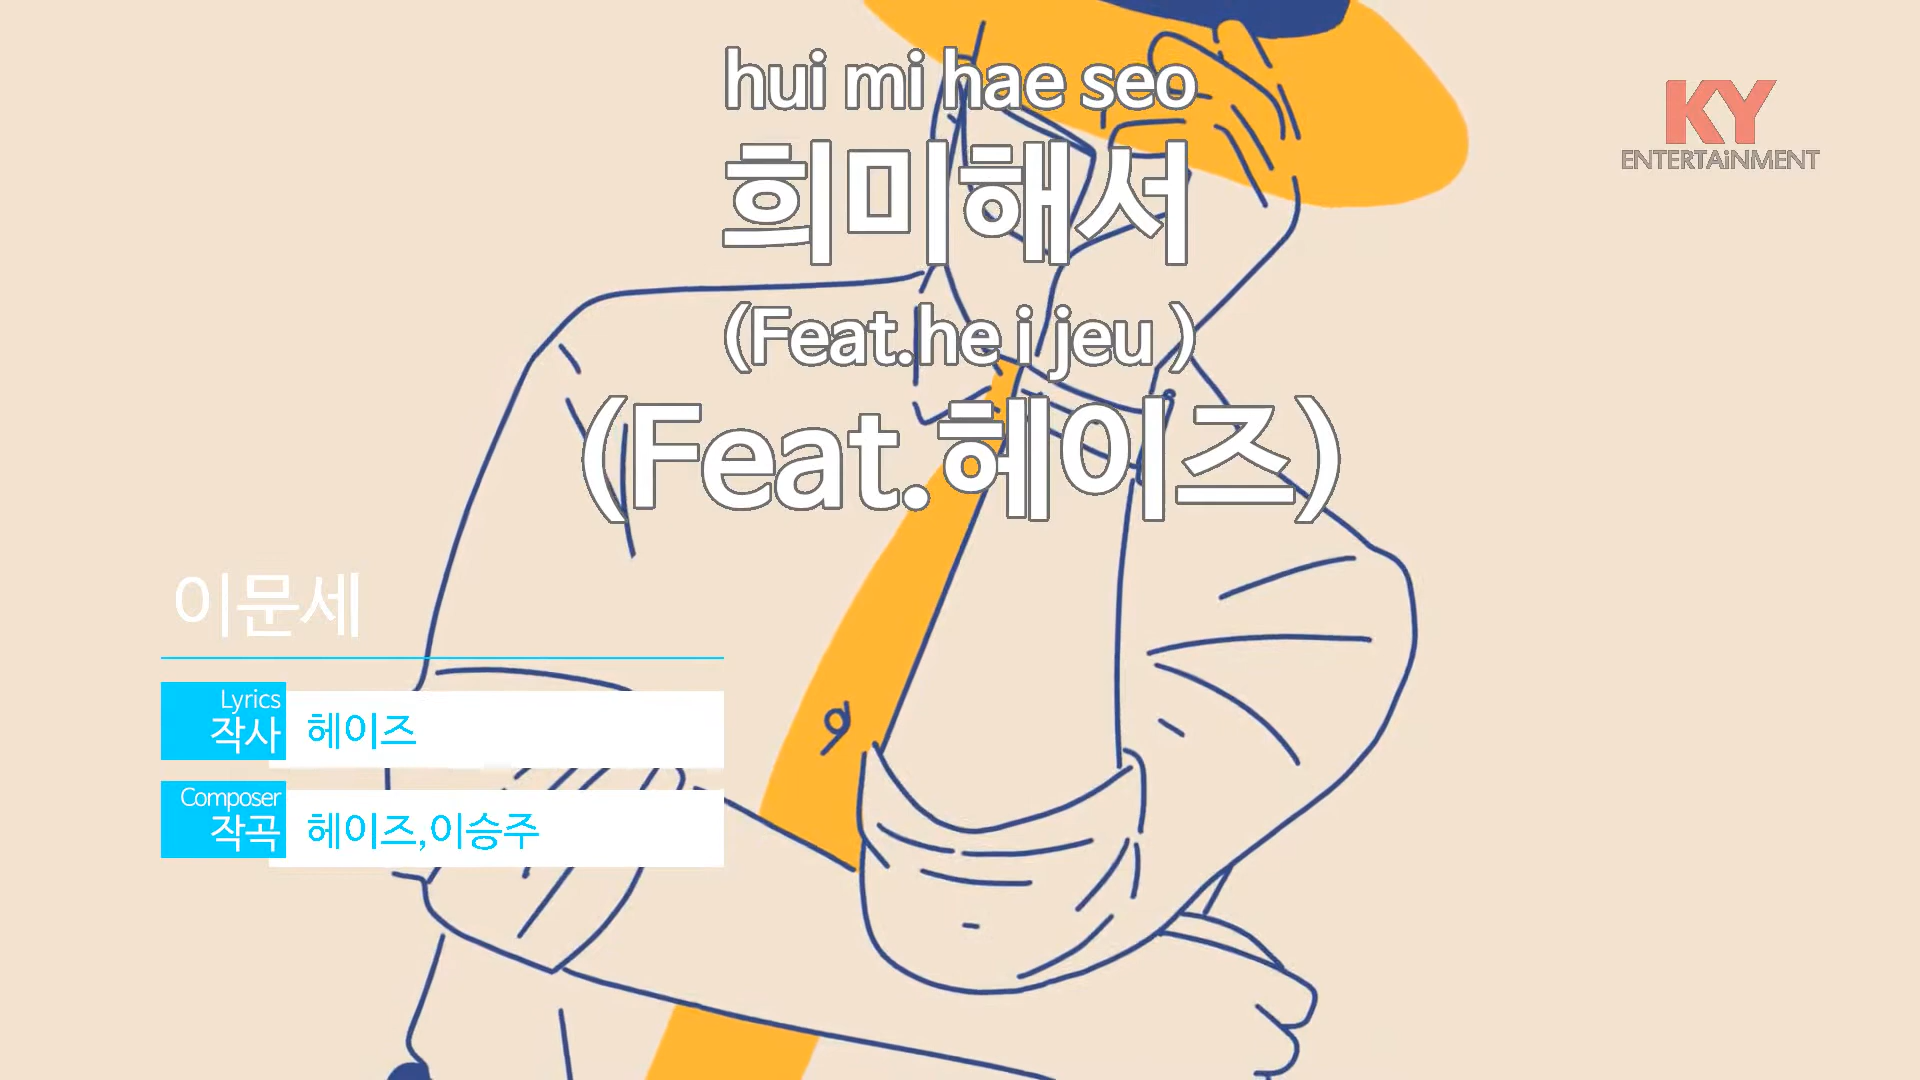 hui mi hae seo
희미해서
(Feat.he i jeu )
(Feat.헤이즈)
KY
ENTERTAiNMENT
이문세
Lyrics
작사 헤이즈
Composer
작곡 헤이즈,이승주